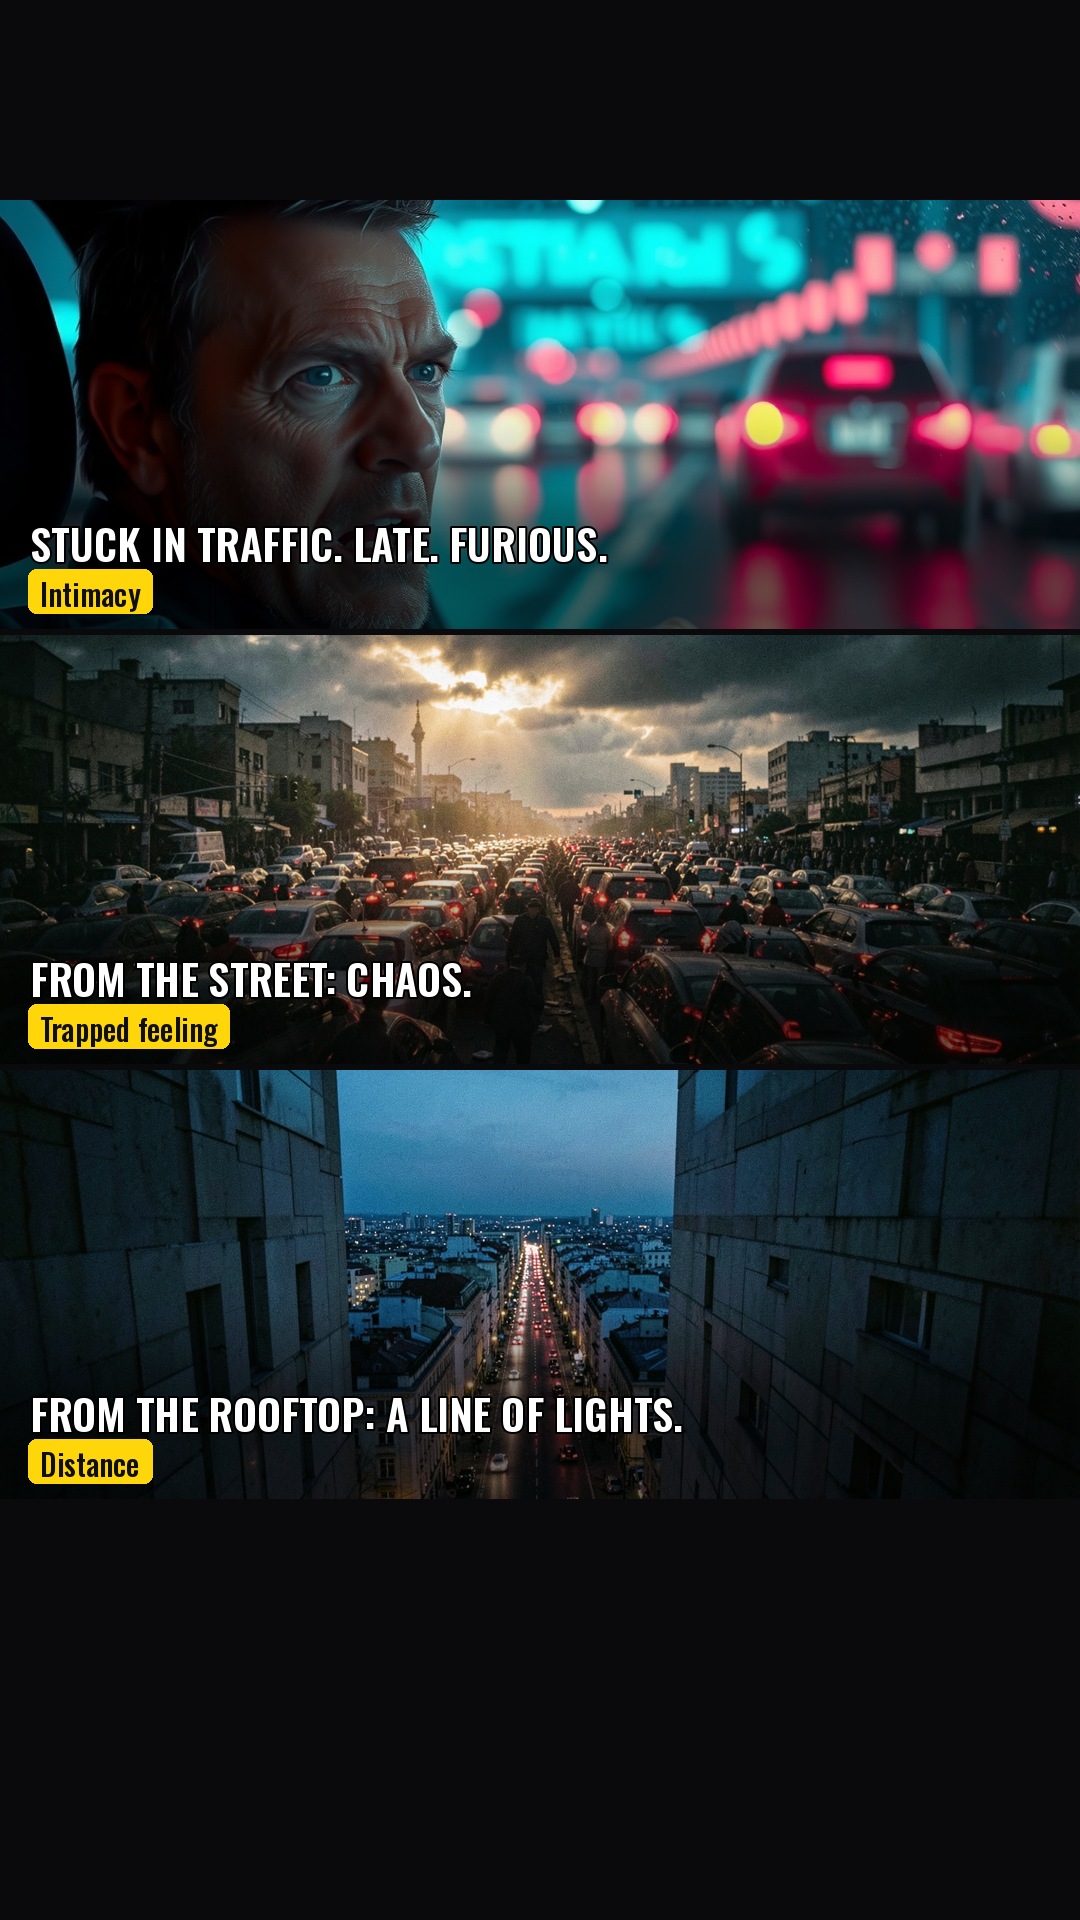 STUCK IN TRAFFIC. LATE. FURIOUS.
Intimacy
FROM THE STREET: CHAOS.
Trapped feeling
FROM THE ROOFTOP: A LINE OF LIGHTS.
Distance